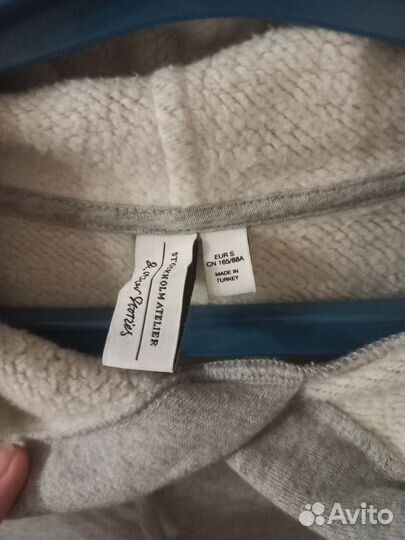 & Other Stories
STOCKHOLM ATELIER
EUR S
CN 165/88A
MADE IN
TURKEY
Avito